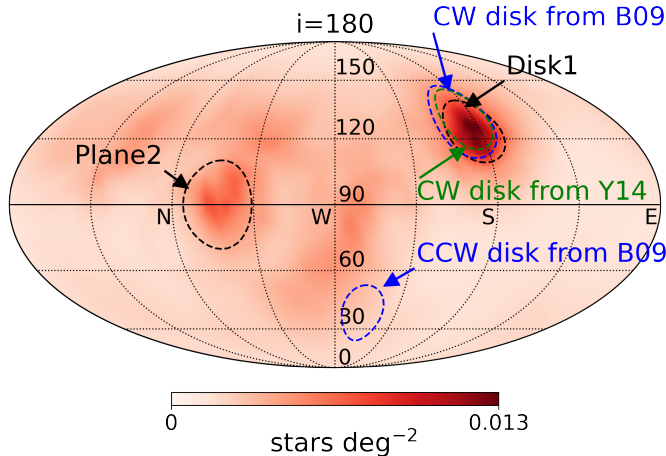 i=180
CW disk from B09
150
Disk1
120
Plane2
CW disk from Y14
90
N
W
S
E
CCW disk from B09
60
30
0
0
0.013
stars deg⁻²